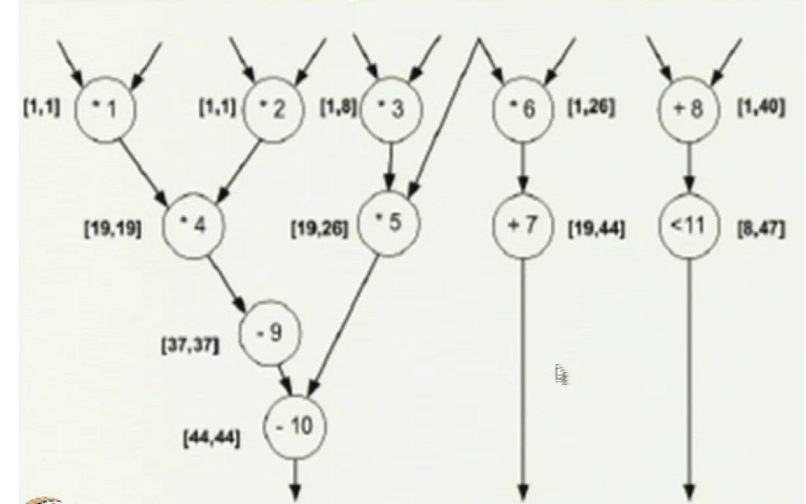 [1,1] * 1 [1,1] * 2 [1,8] * 3 * 6 [1,26] + 8 [1,40]
[19,19] * 4 [19,26] * 5 + 7 [19,44] <11 [8,47]
[37,37] - 9
[44,44] - 10